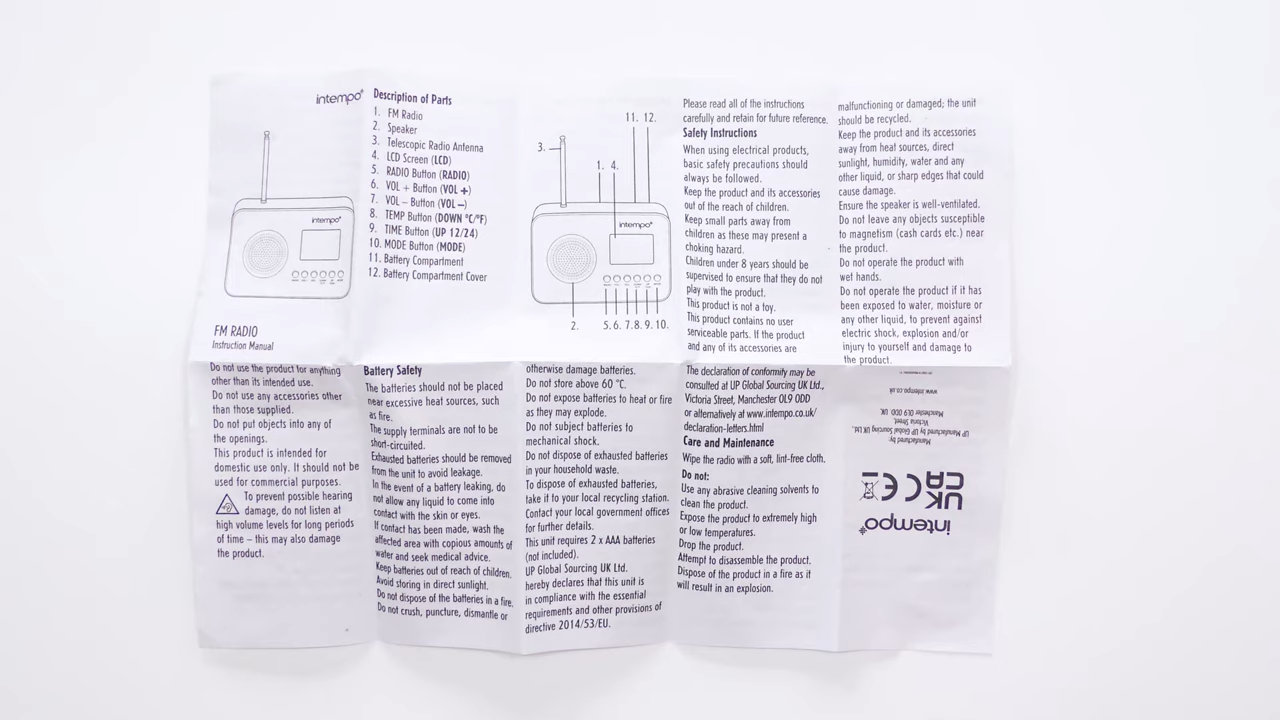 intempo
intempo
FM RADIO
Instruction Manual
Description of Parts
1. FM Radio
2. Speaker
3. Telescopic Radio Antenna
4. LCD Screen (LCD)
5. RADIO Button (RADIO)
6. VOL + Button (VOL +)
7. VOL – Button (VOL –)
8. TEMP Button (DOWN °C/°F)
9. TIME Button (UP 12/24)
10. MODE Button (MODE)
11. Battery Compartment
12. Battery Compartment Cover
11. 12.
3.
1. 4.
intempo
2.
5. 6. 7. 8. 9. 10.
Please read all of the instructions
carefully and retain for future reference.
Safety Instructions
When using electrical products,
basic safety precautions should
always be followed.
Keep the product and its accessories
out of the reach of children.
Keep small parts away from
children as these may present a
choking hazard.
Children under 8 years should be
supervised to ensure that they do not
play with the product.
This product is not a toy.
This product contains no user
serviceable parts. If the product
and any of its accessories are
malfunctioning or damaged; the unit
should be recycled.
Keep the product and its accessories
away from heat sources, direct
sunlight, humidity, water and any
other liquid, or sharp edges that could
cause damage.
Ensure the speaker is well-ventilated.
Do not leave any objects susceptible
to magnetism (cash cards etc.) near
the product.
Do not operate the product with
wet hands.
Do not operate the product if it has
been exposed to water, moisture or
any other liquid, to prevent against
electric shock, explosion and/or
injury to yourself and damage to
the product.
Do not use the product for anything
other than its intended use.
Do not use any accessories other
than those supplied.
Do not put objects into any of
the openings.
This product is intended for
domestic use only. It should not be
used for commercial purposes.
To prevent possible hearing
damage, do not listen at
high volume levels for long periods
of time – this may also damage
the product.
Battery Safety
The batteries should not be placed
near excessive heat sources, such
as fire.
The supply terminals are not to be
short-circuited.
Exhausted batteries should be removed
from the unit to avoid leakage.
In the event of a battery leaking, do
not allow any liquid to come into
contact with the skin or eyes.
If contact has been made, wash the
affected area with copious amounts of
water and seek medical advice.
Keep batteries out of reach of children.
Avoid storing in direct sunlight.
Do not dispose of the batteries in a fire.
Do not crush, puncture, dismantle or
otherwise damage batteries.
Do not store above 60 °C.
Do not expose batteries to heat or fire
as they may explode.
Do not subject batteries to
mechanical shock.
Do not dispose of exhausted batteries
in your household waste.
To dispose of exhausted batteries,
take it to your local recycling station.
Contact your local government offices
for further details.
This unit requires 2 x AAA batteries
(not included).
UP Global Sourcing UK Ltd.
hereby declares that this unit is
in compliance with the essential
requirements and other provisions of
directive 2014/53/EU.
The declaration of conformity may be
consulted at UP Global Sourcing UK Ltd.,
Victoria Street, Manchester OL9 0DD
or alternatively at www.intempo.co.uk/
declaration-letters.html
Care and Maintenance
Wipe the radio with a soft, lint-free cloth.
Do not:
Use any abrasive cleaning solvents to
clean the product.
Expose the product to extremely high
or low temperatures.
Drop the product.
Attempt to disassemble the product.
Dispose of the product in a fire as it
will result in an explosion.
intempo
UK
CA
CE
Manufactured by:
UP Manufactured by UP Global Sourcing UK Ltd.,
Victoria Street,
Manchester OL9 0DD. UK.
www.intempo.co.uk